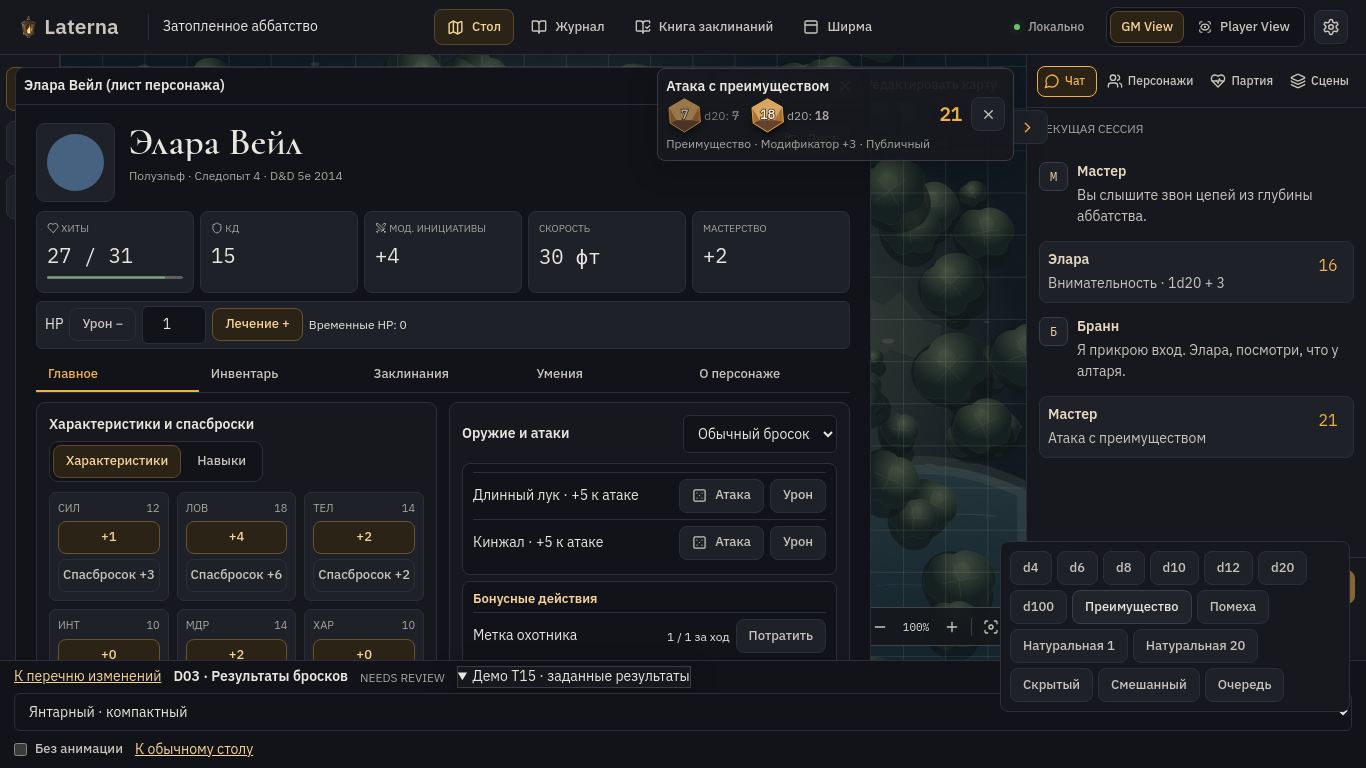 Laterna
Затопленное аббатство
Стол
Журнал
Книга заклинаний
Ширма
Локально
GM View
Player View
Элара Вейл (лист персонажа)
Атака с преимуществом
Редактировать карту
7 d20: 7 18 d20: 18
21
Преимущество · Модификатор +3 · Публичный
Чат
Персонажи
Партия
Сцены
ЕКУЩАЯ СЕССИЯ
Элара Вейл
Полуэльф · Следопыт 4 · D&D 5e 2014
ХИТЫ
27 / 31
КД
15
МОД. ИНИЦИАТИВЫ
+4
СКОРОСТЬ
30 фт
МАСТЕРСТВО
+2
HP
Урон −
1
Лечение +
Временные HP: 0
Главное
Инвентарь
Заклинания
Умения
О персонаже
Характеристики и спасброски
Характеристики
Навыки
СИЛ 12
+1
Спасбросок +3
ЛОВ 18
+4
Спасбросок +6
ТЕЛ 14
+2
Спасбросок +2
ИНТ 10
+0
МДР 14
+2
ХАР 10
+0
Оружие и атаки
Обычный бросок
Длинный лук · +5 к атаке
Атака
Урон
Кинжал · +5 к атаке
Атака
Урон
Бонусные действия
Метка охотника
1 / 1 за ход
Потратить
100%
М
Мастер
Вы слышите звон цепей из глубины
аббатства.
Элара
16
Внимательность · 1d20 + 3
Б
Бранн
Я прикрою вход. Элара, посмотри, что у
алтаря.
Мастер
21
Атака с преимуществом
d4
d6
d8
d10
d12
d20
d100
Преимущество
Помеха
Натуральная 1
Натуральная 20
Скрытый
Смешанный
Очередь
К перечню изменений
D03 · Результаты бросков
NEEDS REVIEW
▼ Демо T15 · заданные результаты
Янтарный · компактный
Без анимации
К обычному столу